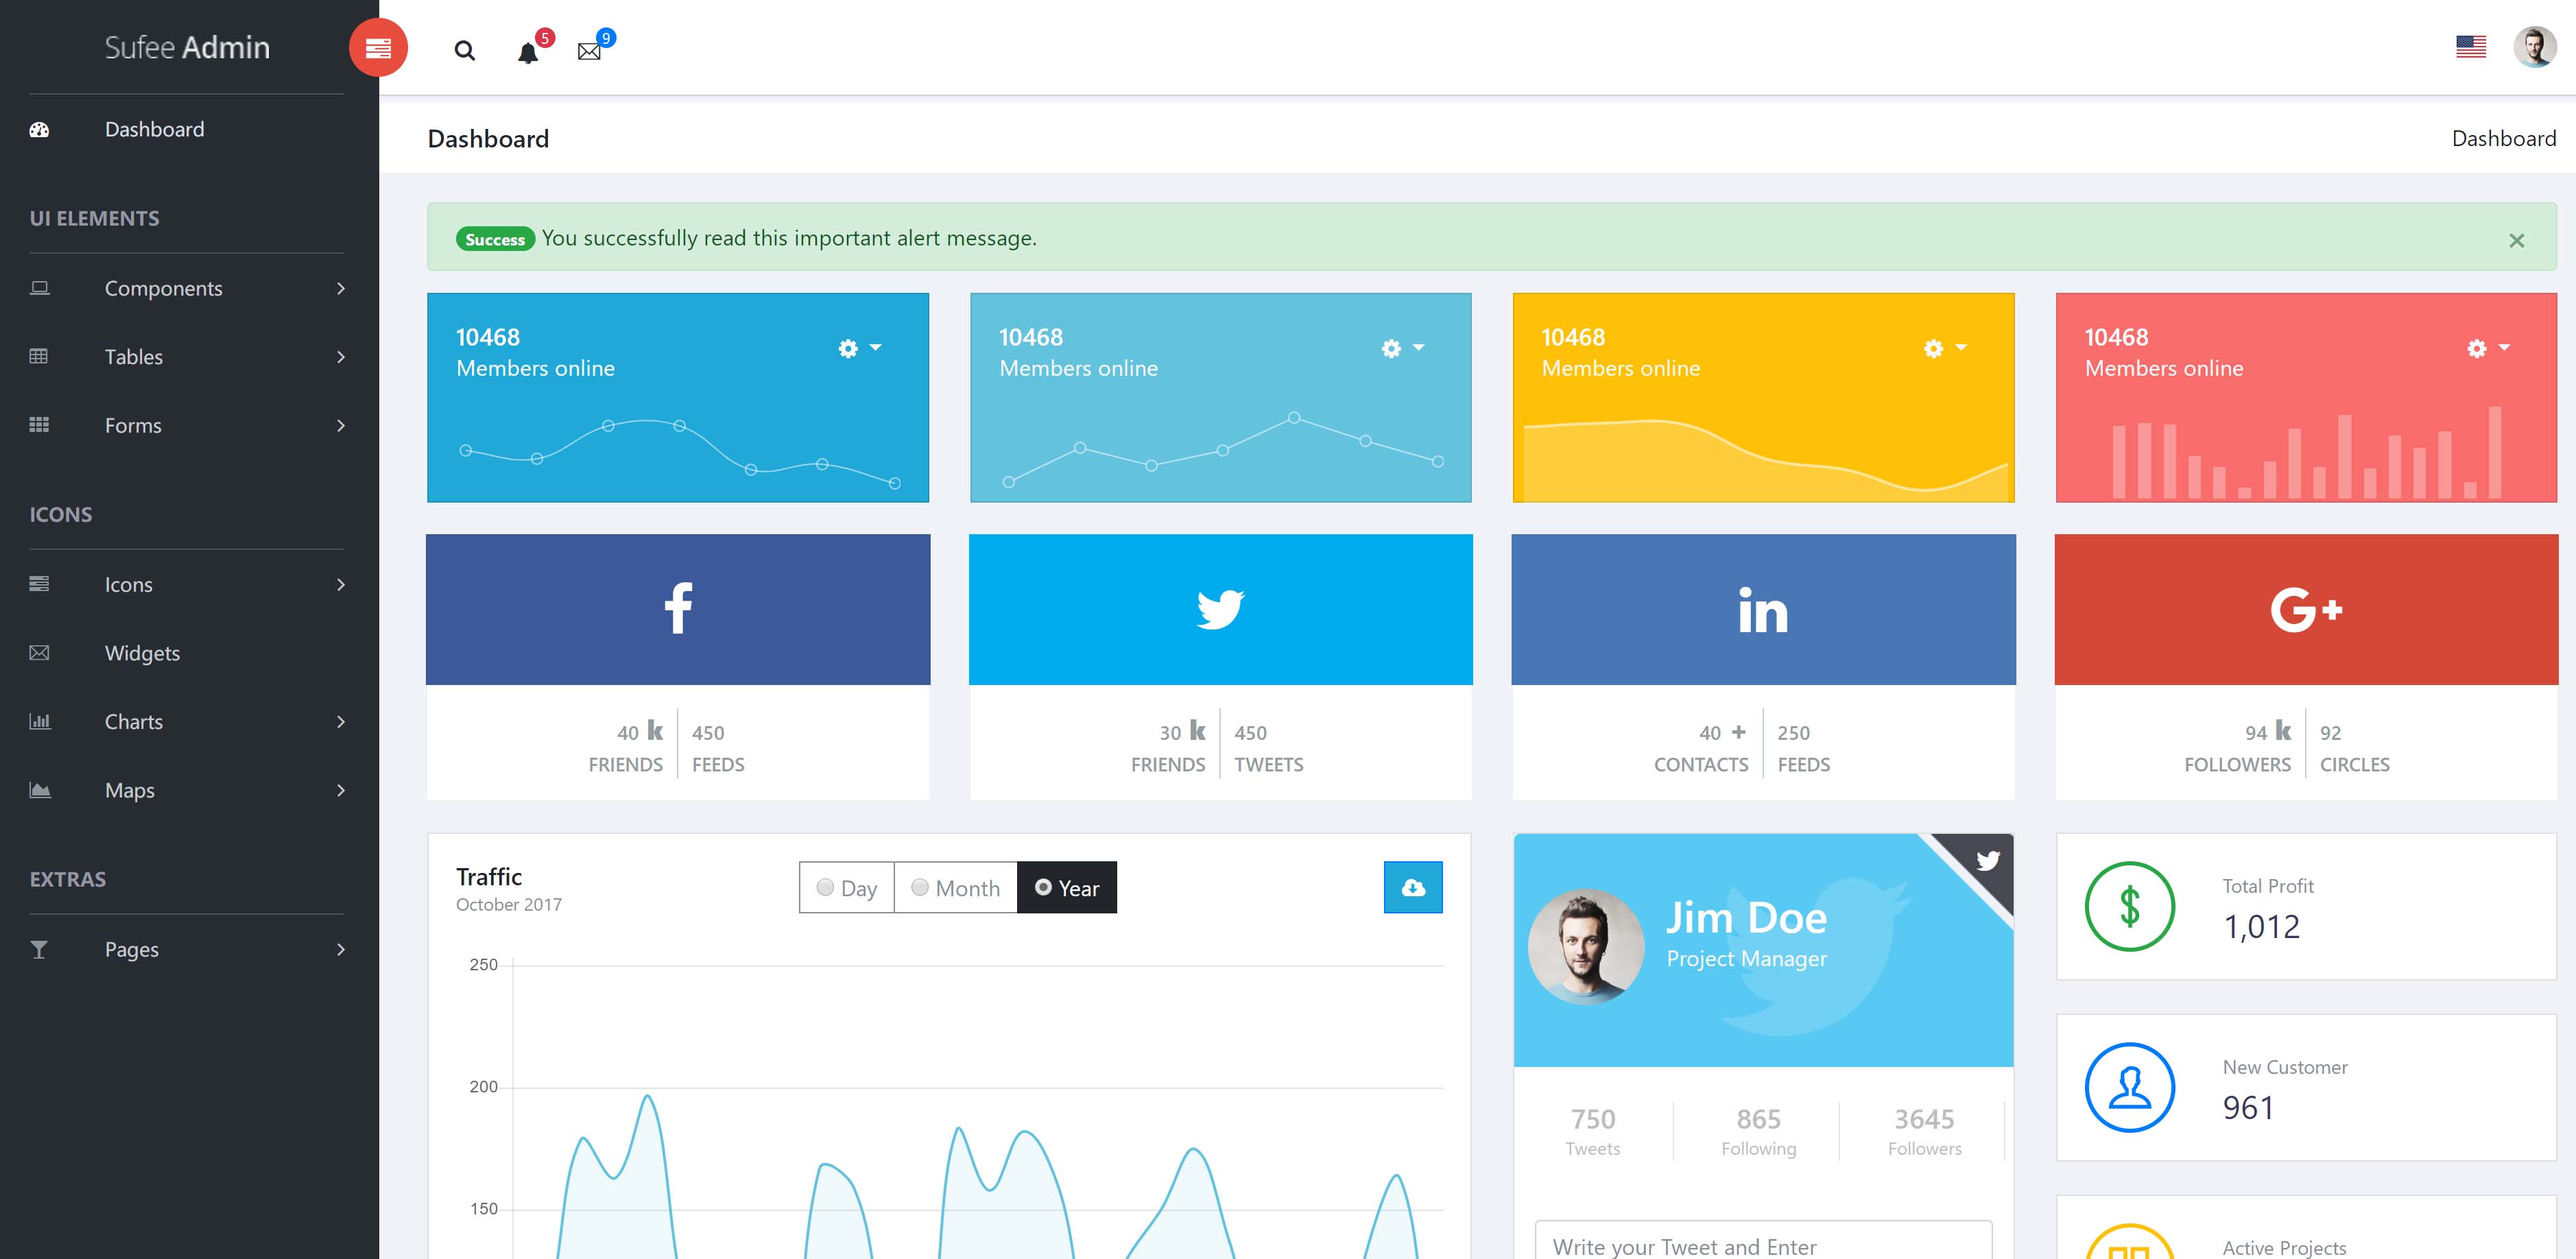 Sufee Admin
5
9
Dashboard
UI ELEMENTS
Components
Tables
Forms
ICONS
Icons
Widgets
Charts
Maps
EXTRAS
Pages
Dashboard
Dashboard
Success You successfully read this important alert message.
×
10468
Members online
10468
Members online
10468
Members online
10468
Members online
f
in
G+
40 k
FRIENDS
450
FEEDS
30 k
FRIENDS
450
TWEETS
40 +
CONTACTS
250
FEEDS
94 k
FOLLOWERS
92
CIRCLES
Traffic
October 2017
Day
Month
Year
250
200
150
Jim Doe
Project Manager
750
Tweets
865
Following
3645
Followers
Write your Tweet and Enter
$
Total Profit
1,012
New Customer
961
Active Projects